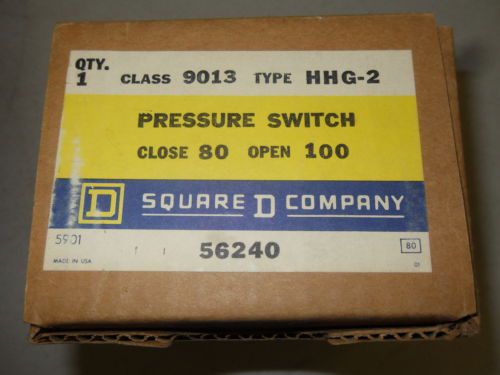 QTY.
1 CLASS 9013 TYPE HHG-2
PRESSURE SWITCH
CLOSE 80 OPEN 100
D SQUARE D COMPANY
5901 56240 80
MADE IN USA